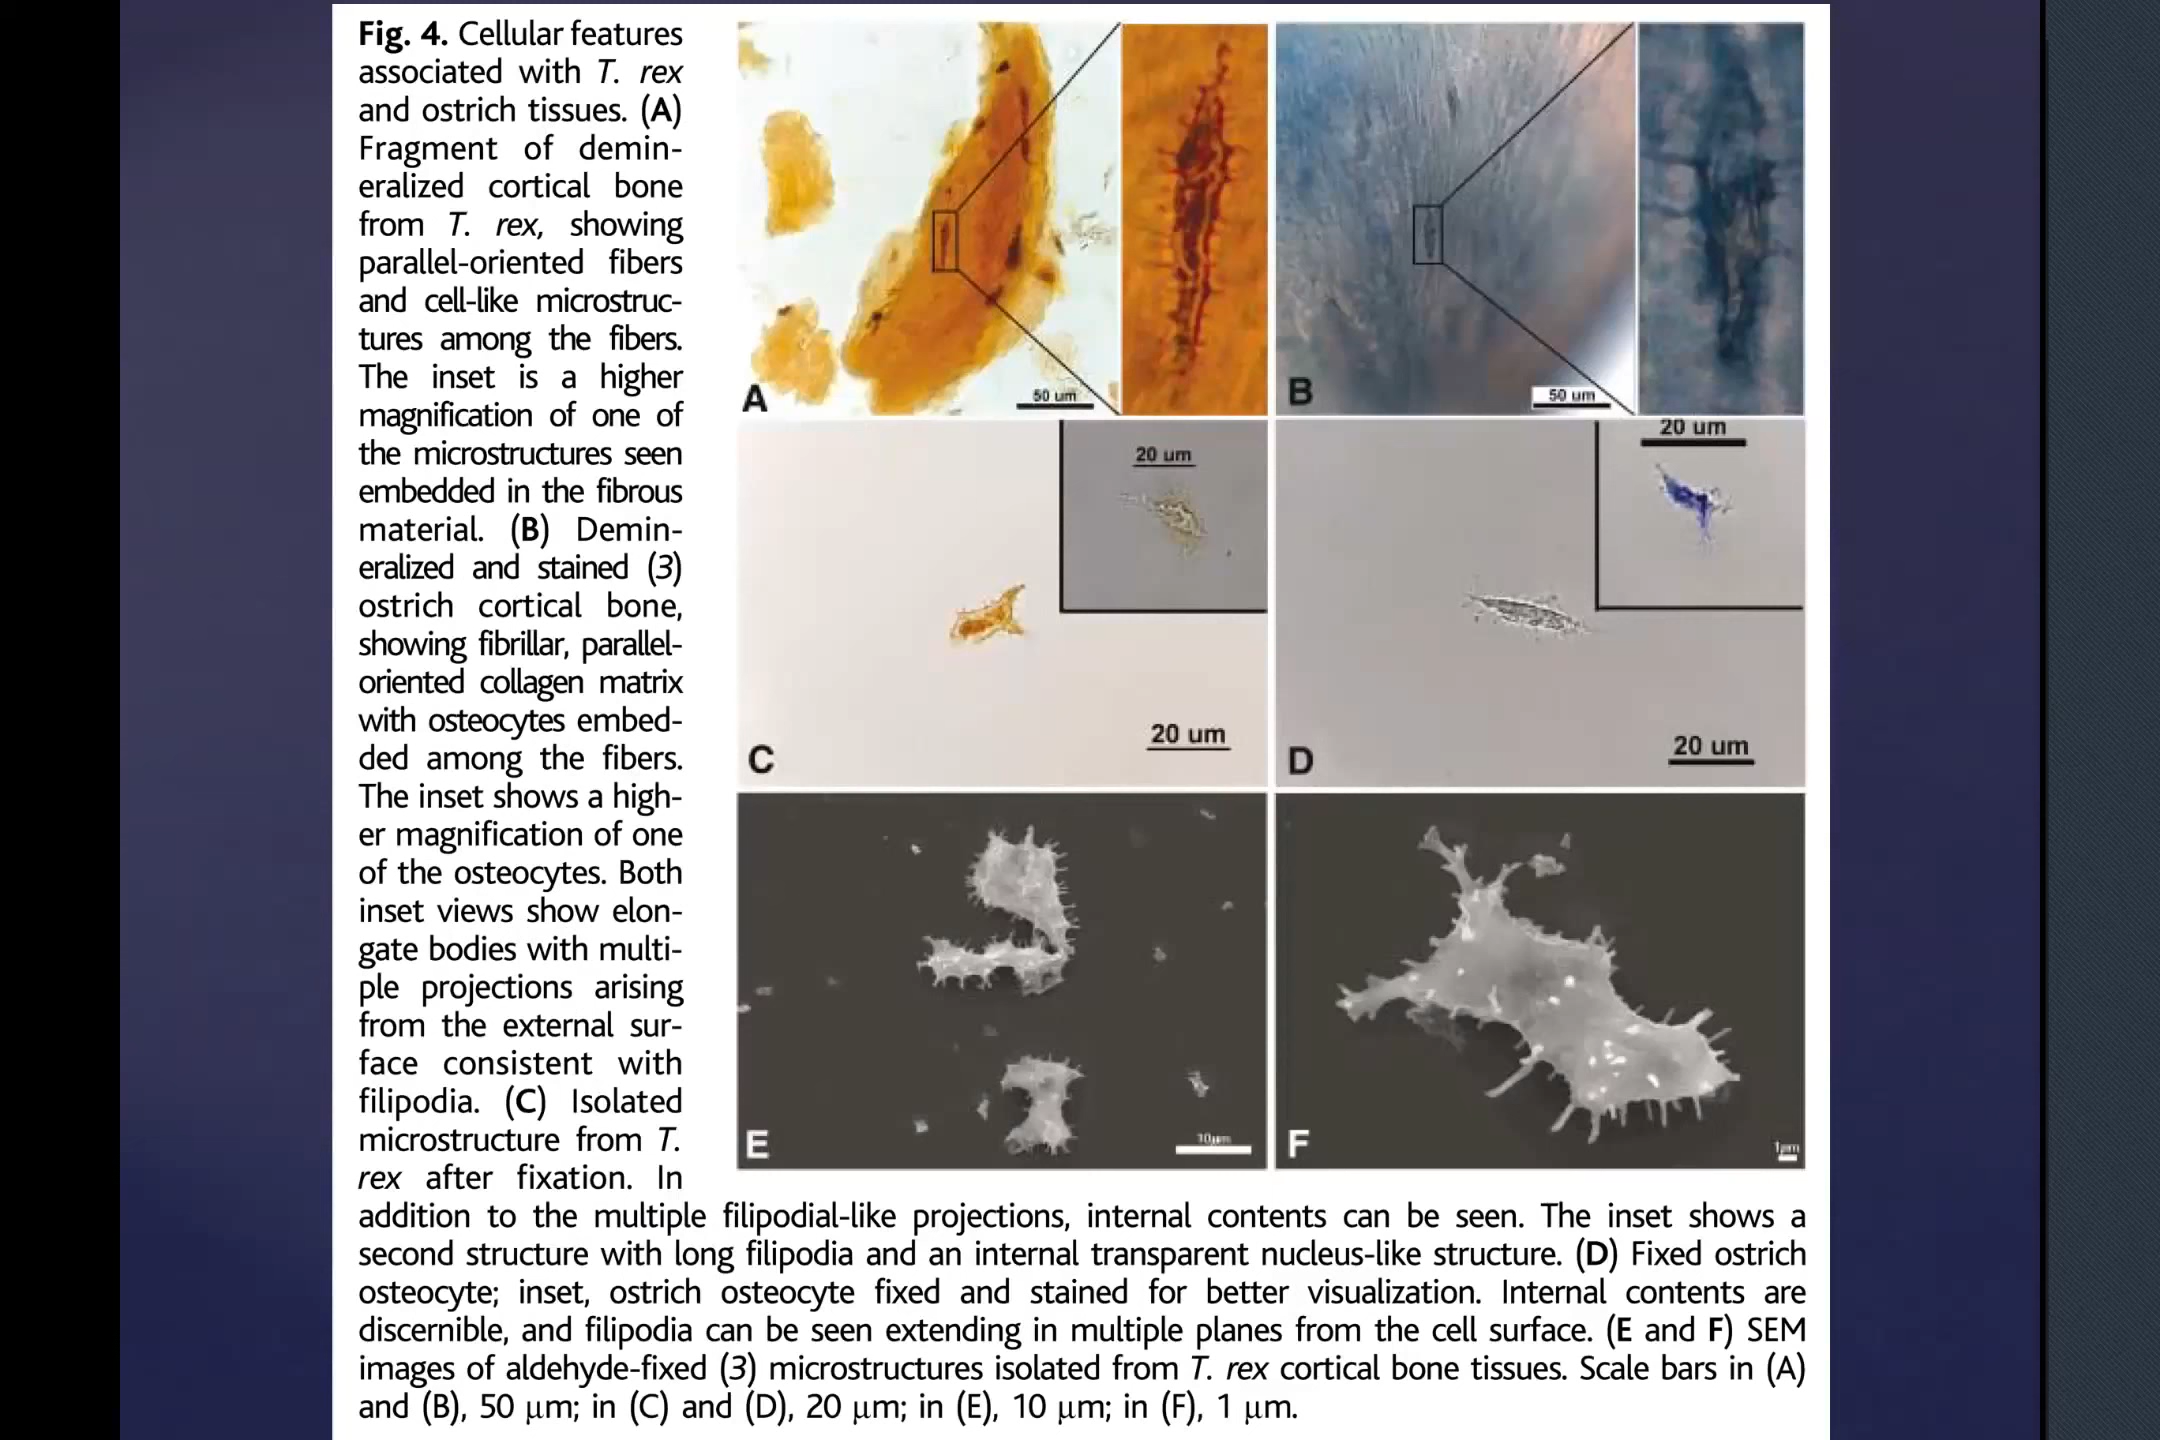 Fig. 4. Cellular features
associated with T. rex
and ostrich tissues. (A)
Fragment of demin-
eralized cortical bone
from T. rex, showing
parallel-oriented fibers
and cell-like microstruc-
tures among the fibers.
The inset is a higher
magnification of one of
the microstructures seen
embedded in the fibrous
material. (B) Demin-
eralized and stained (3)
ostrich cortical bone,
showing fibrillar, parallel-
oriented collagen matrix
with osteocytes embed-
ded among the fibers.
The inset shows a high-
er magnification of one
of the osteocytes. Both
inset views show elon-
gate bodies with multi-
ple projections arising
from the external sur-
face consistent with
filipodia. (C) Isolated
microstructure from T.
rex after fixation. In
addition to the multiple filipodial-like projections, internal contents can be seen. The inset shows a
second structure with long filipodia and an internal transparent nucleus-like structure. (D) Fixed ostrich
osteocyte; inset, ostrich osteocyte fixed and stained for better visualization. Internal contents are
discernible, and filipodia can be seen extending in multiple planes from the cell surface. (E and F) SEM
images of aldehyde-fixed (3) microstructures isolated from T. rex cortical bone tissues. Scale bars in (A)
and (B), 50 μm; in (C) and (D), 20 μm; in (E), 10 μm; in (F), 1 μm.
A
50 um
B
50 um
20 um
C
20 um
20 um
D
20 um
E
10μm
F
1μm